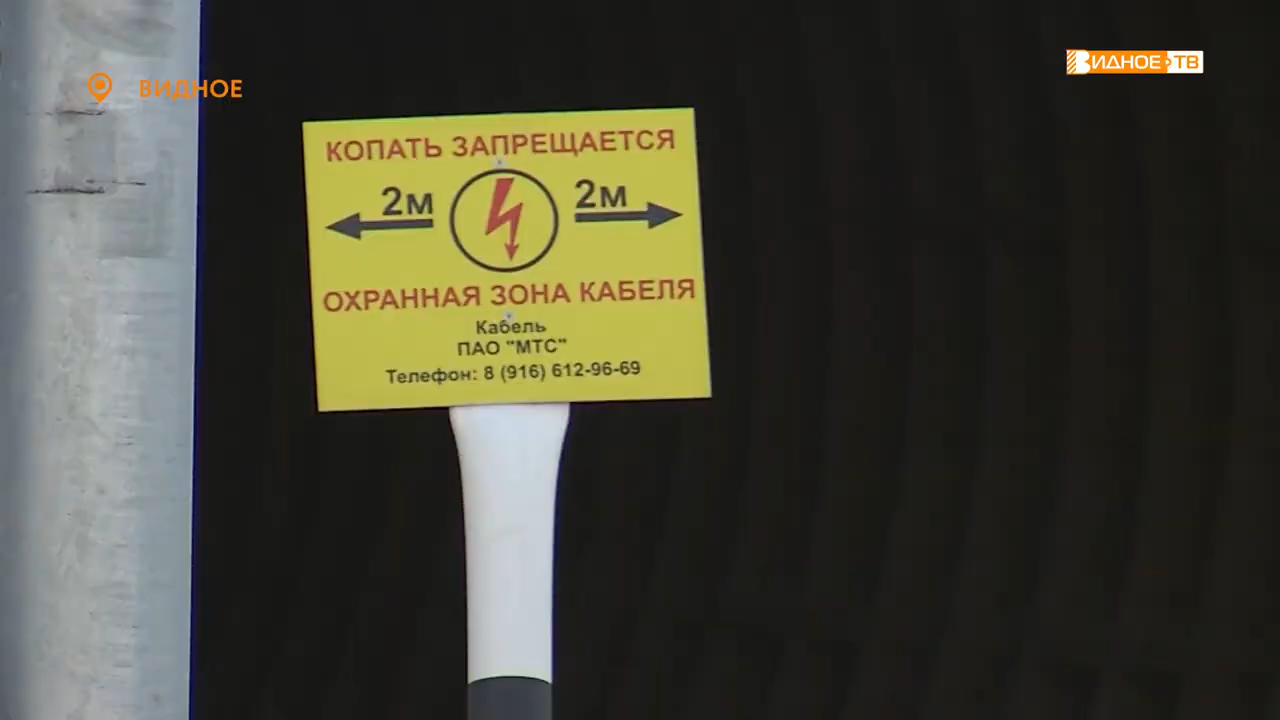 ВИДНОЕ
ВИДНОЕ ТВ
КОПАТЬ ЗАПРЕЩАЕТСЯ
2м 2м
ОХРАННАЯ ЗОНА КАБЕЛЯ
Кабель
ПАО "МТС"
Телефон: 8 (916) 612-96-69